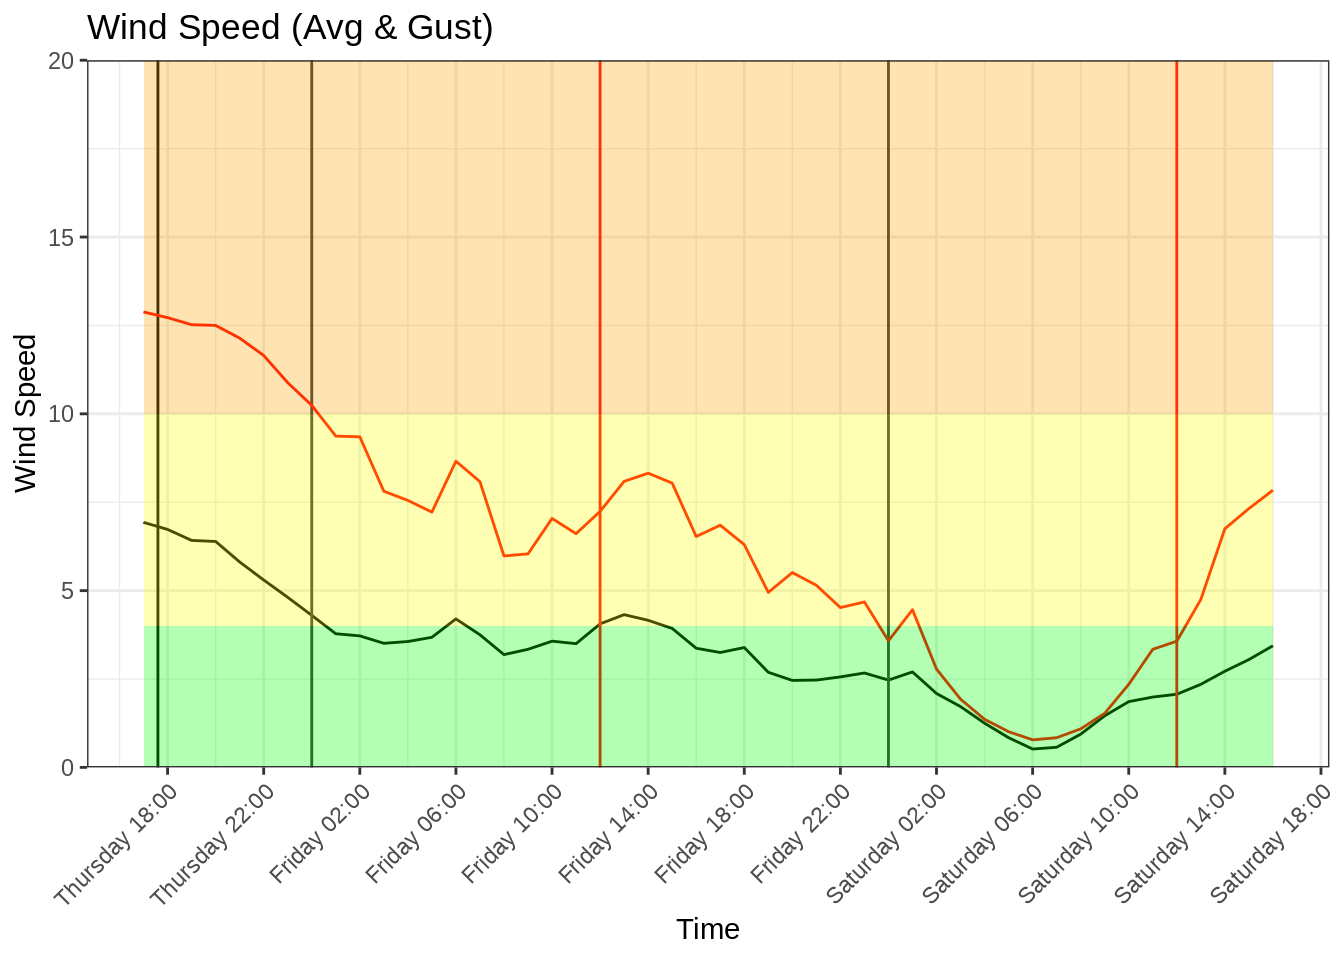 Wind Speed (Avg & Gust)
20
15
10
5
0
Wind Speed
Thursday 18:00
Thursday 22:00
Friday 02:00
Friday 06:00
Friday 10:00
Friday 14:00
Friday 18:00
Friday 22:00
Saturday 02:00
Saturday 06:00
Saturday 10:00
Saturday 14:00
Saturday 18:00
Time